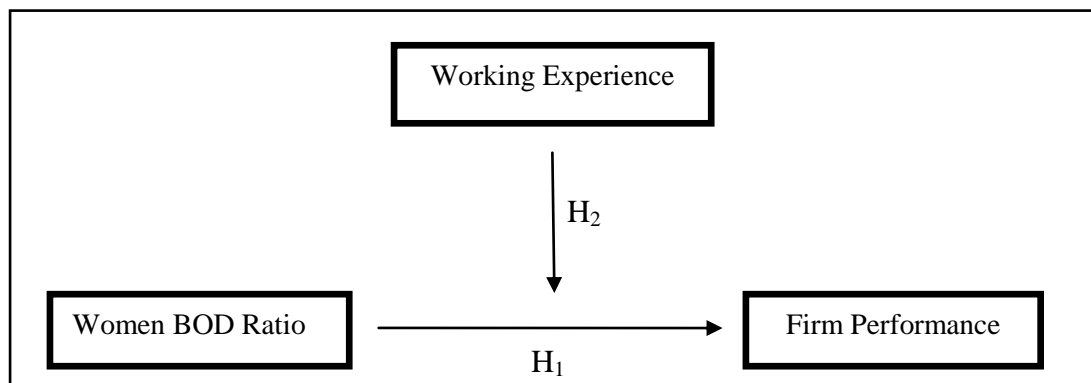 Working Experience
H₂
Women BOD Ratio
Firm Performance
H₁